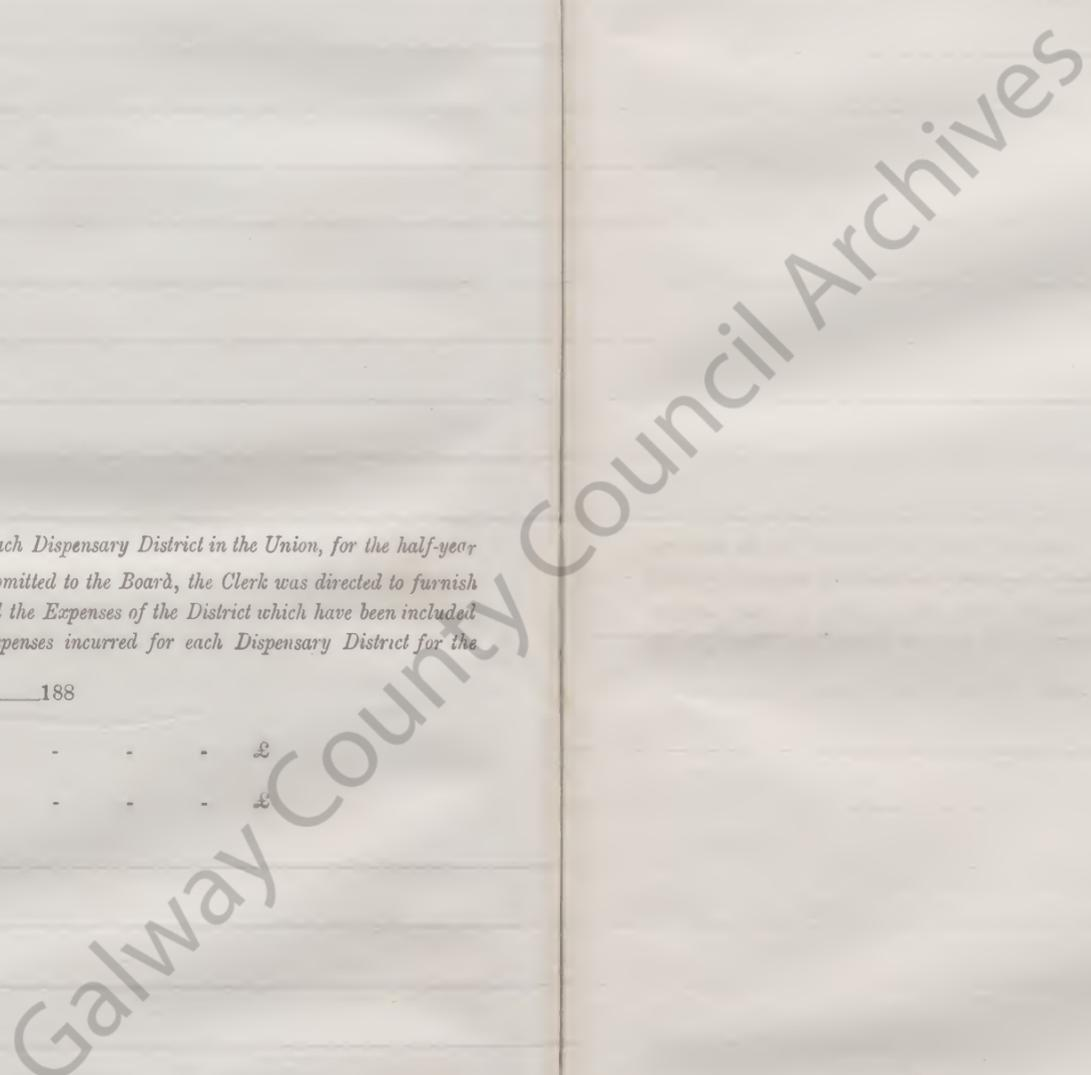 ch Dispensary District in the Union, for the half-year
mitted to the Board, the Clerk was directed to furnish
the Expenses of the District which have been included
penses incurred for each Dispensary District for the
188
- - - £
- - - £
Galway County Council Archives